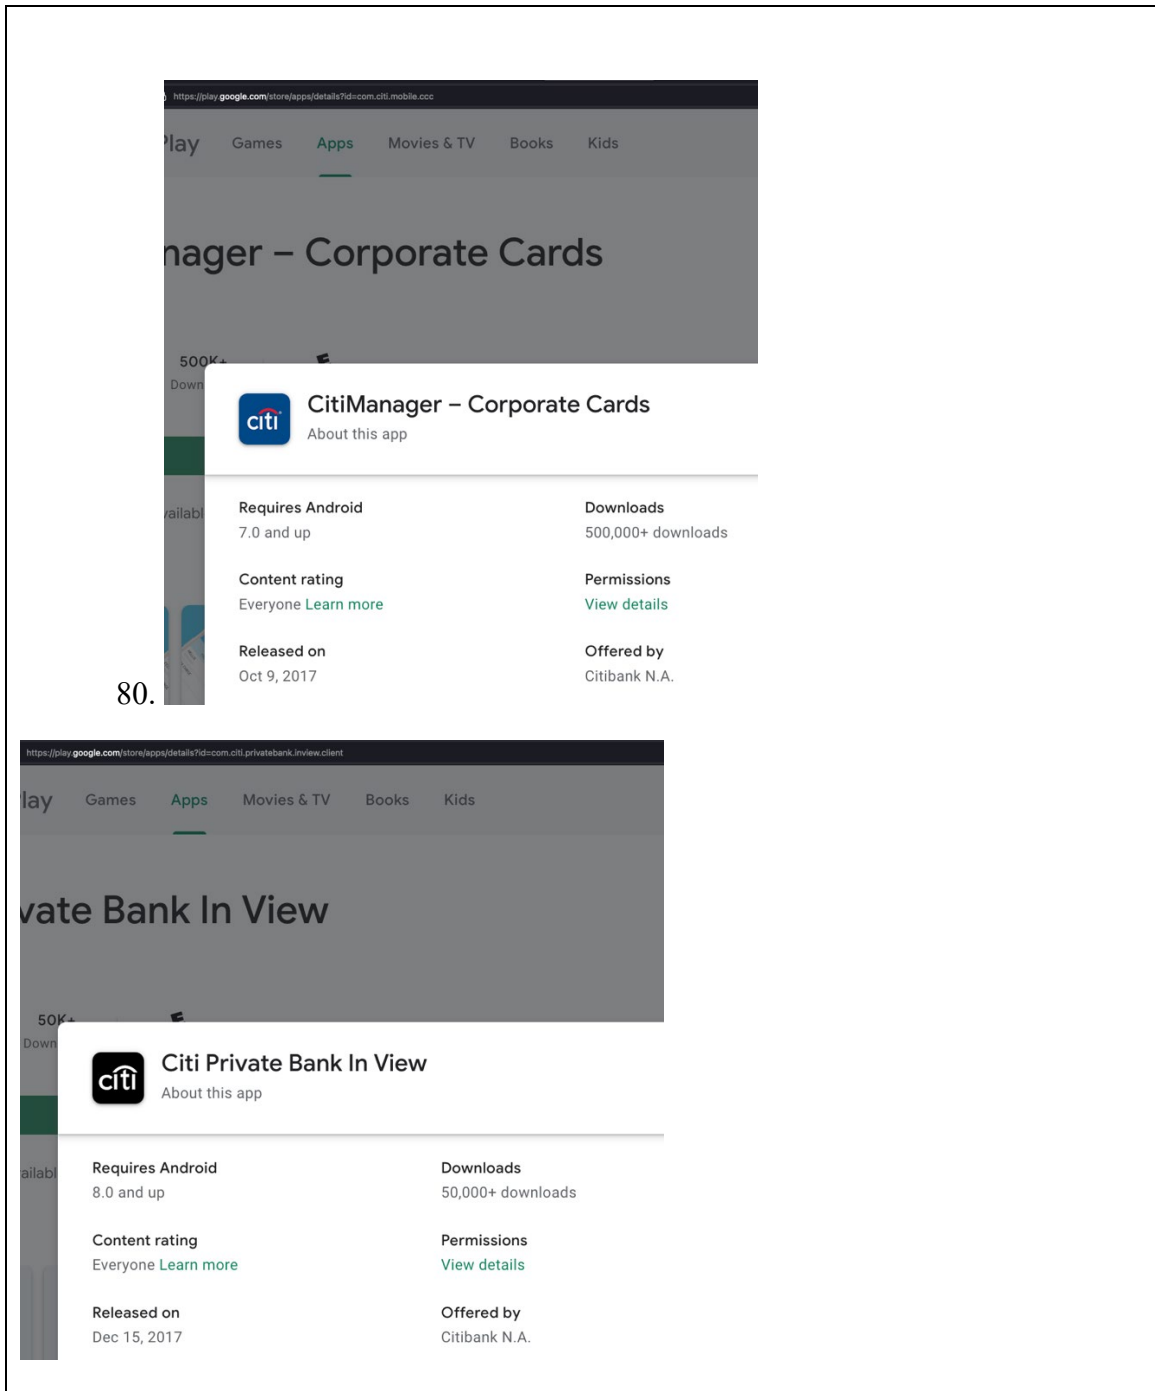 https://play.google.com/store/apps/details?id=com.citi.mobile.ccc
Play Games Apps Movies & TV Books Kids
nager – Corporate Cards
500K+
Down
citi
CitiManager – Corporate Cards
About this app
vailabl
Requires Android Downloads
7.0 and up 500,000+ downloads
Content rating Permissions
Everyone Learn more View details
Released on Offered by
Oct 9, 2017 Citibank N.A.
80.
https://play.google.com/store/apps/details?id=com.citi.privatebank.inview.client
lay Games Apps Movies & TV Books Kids
vate Bank In View
50K+
Down
citi
Citi Private Bank In View
About this app
ailabl
Requires Android Downloads
8.0 and up 50,000+ downloads
Content rating Permissions
Everyone Learn more View details
Released on Offered by
Dec 15, 2017 Citibank N.A.